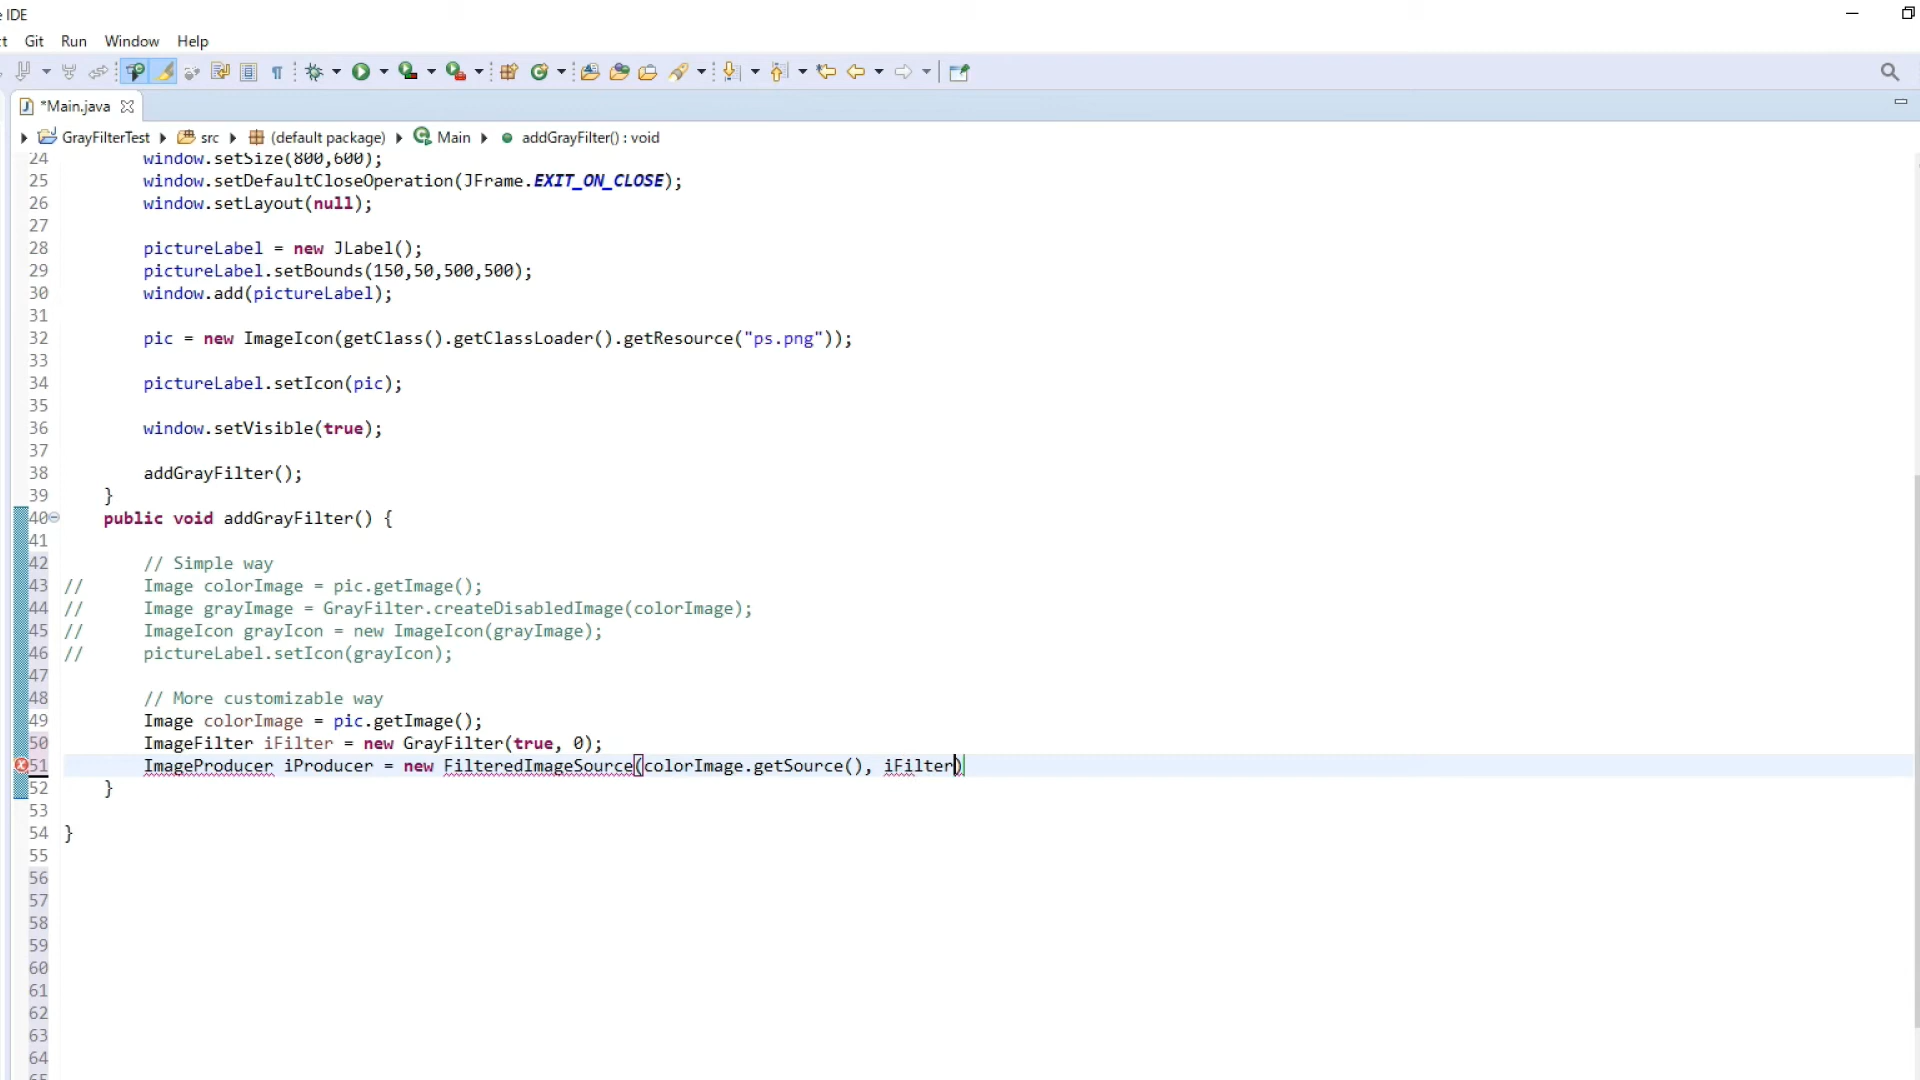 e IDE
t Git Run Window Help
*Main.java
GrayFilterTest src (default package) Main addGrayFilter() : void
24 window.setSize(800,600);
25 window.setDefaultCloseOperation(JFrame.EXIT_ON_CLOSE);
26 window.setLayout(null);
27
28 pictureLabel = new JLabel();
29 pictureLabel.setBounds(150,50,500,500);
30 window.add(pictureLabel);
31
32 pic = new ImageIcon(getClass().getClassLoader().getResource("ps.png"));
33
34 pictureLabel.setIcon(pic);
35
36 window.setVisible(true);
37
38 addGrayFilter();
39 }
40 public void addGrayFilter() {
41
42 // Simple way
43 // Image colorImage = pic.getImage();
44 // Image grayImage = GrayFilter.createDisabledImage(colorImage);
45 // ImageIcon grayIcon = new ImageIcon(grayImage);
46 // pictureLabel.setIcon(grayIcon);
47
48 // More customizable way
49 Image colorImage = pic.getImage();
50 ImageFilter iFilter = new GrayFilter(true, 0);
51 ImageProducer iProducer = new FilteredImageSource(colorImage.getSource(), iFilter)
52 }
53
54 }
55
56
57
58
59
60
61
62
63
64
65